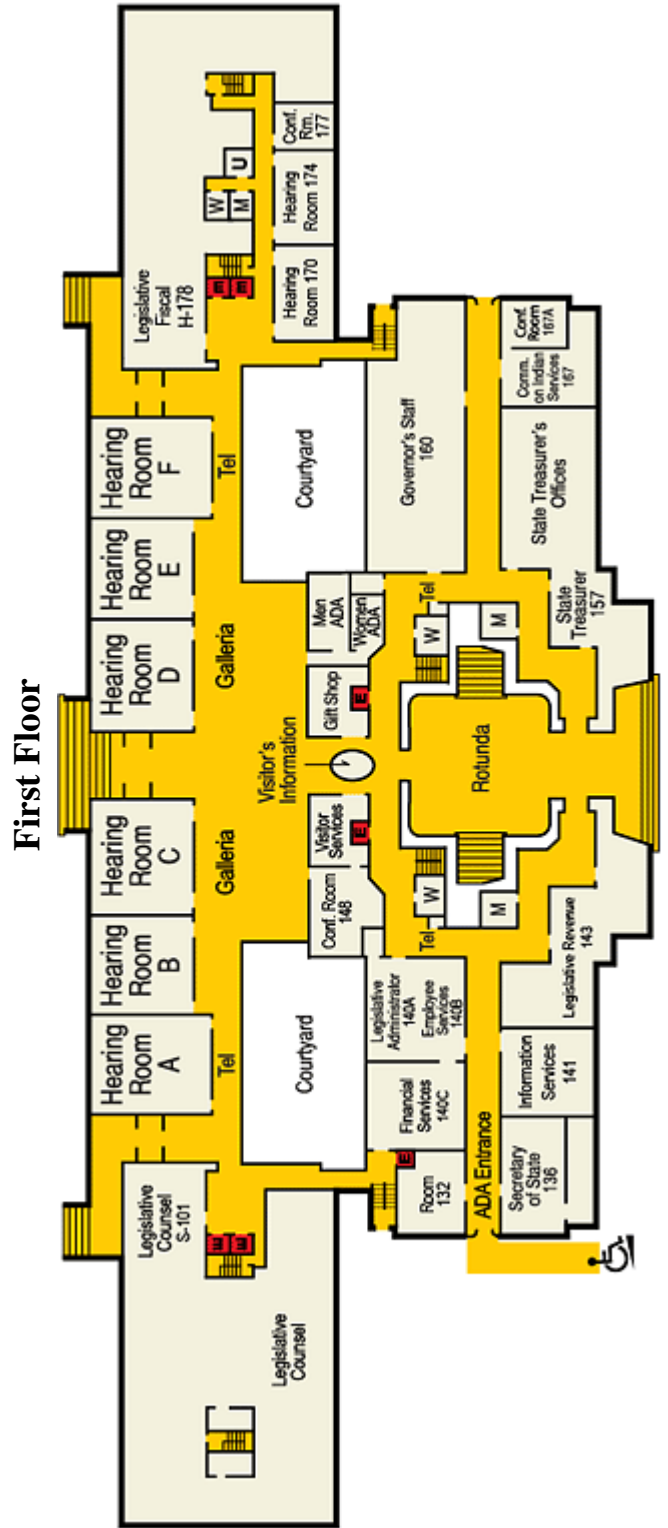 First Floor
Legislative
Counsel
S-101
Hearing
Room
A
Hearing
Room
B
Hearing
Room
C
Hearing
Room
D
Hearing
Room
E
Hearing
Room
F
Legislative
Fiscal
H-178
E
E
Tel
Galleria
Galleria
Tel
E
E
W
M
U
Legislative
Counsel
Courtyard
Visitor's
Information
Courtyard
Hearing
Room 170
Hearing
Room 174
Conf.
Rm.
177
Conf. Room
148
Visitor
Services
E
Gift Shop
E
Men
ADA
Women
ADA
Room
132
E
Financial
Services
140C
Legislative
Administrator
140A
Employee
Services
140B
Tel
W
M
Rotunda
W
M
Tel
Governor's Staff
160
ADA Entrance
Secretary
of State
136
Information
Services
141
Legislative Revenue
143
State
Treasurer
157
State Treasurer's
Offices
Comm.
on Indian
Services
167
Conf.
Room
167A